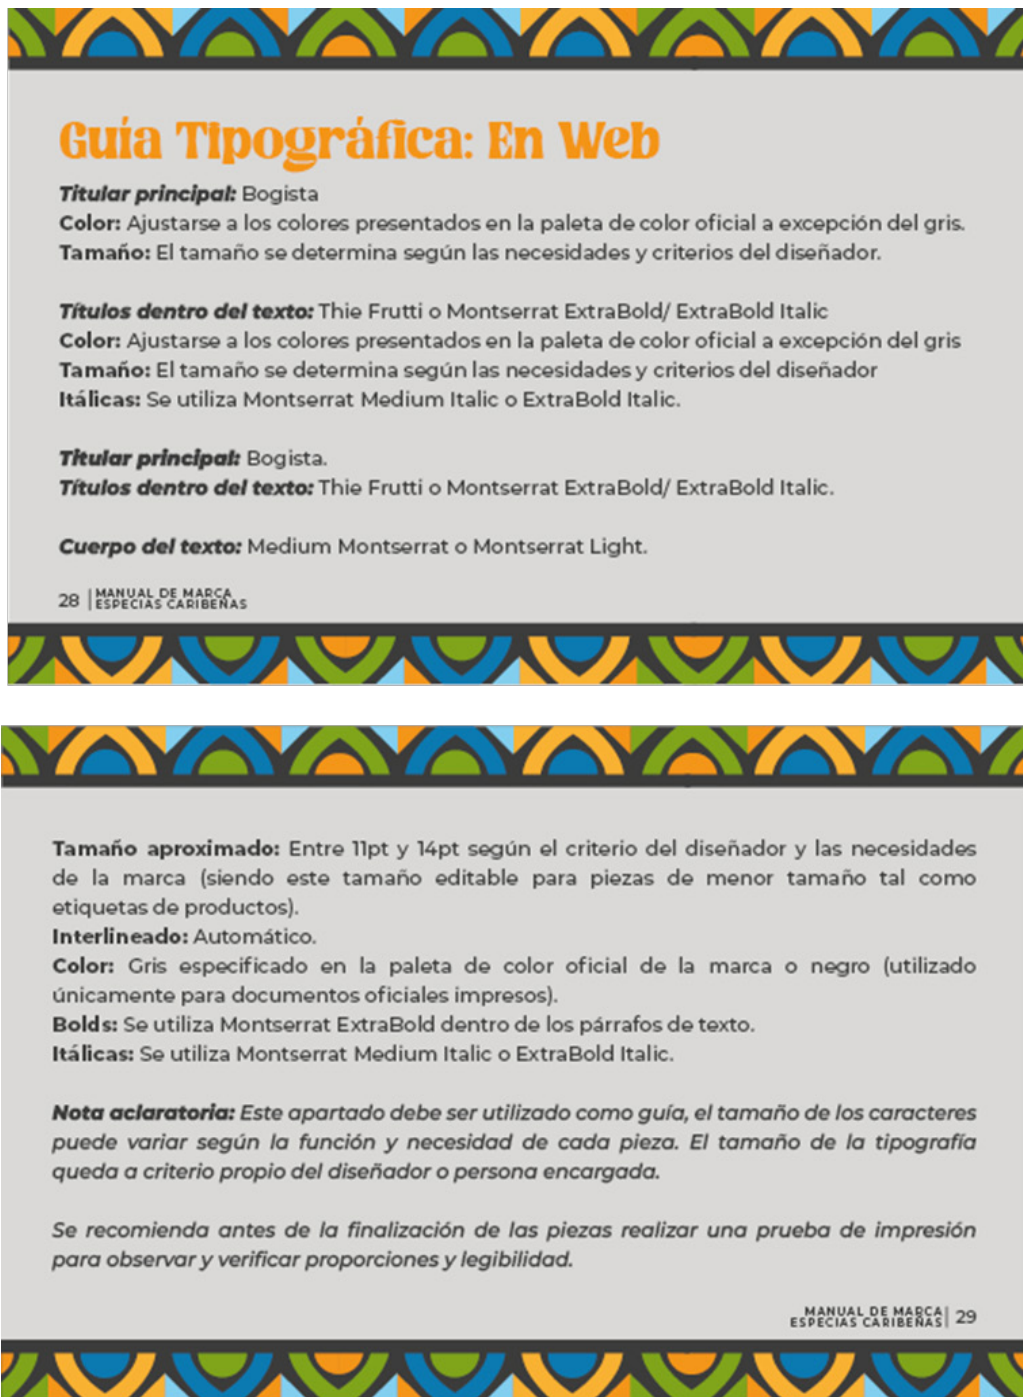 Guía Tipográfica: En Web
Titular principal: Bogista
Color: Ajustarse a los colores presentados en la paleta de color oficial a excepción del gris.
Tamaño: El tamaño se determina según las necesidades y criterios del diseñador.
Títulos dentro del texto: Thie Frutti o Montserrat ExtraBold/ ExtraBold Italic
Color: Ajustarse a los colores presentados en la paleta de color oficial a excepción del gris
Tamaño: El tamaño se determina según las necesidades y criterios del diseñador
Itálicas: Se utiliza Montserrat Medium Italic o ExtraBold Italic.
Titular principal: Bogista.
Títulos dentro del texto: Thie Frutti o Montserrat ExtraBold/ ExtraBold Italic.
Cuerpo del texto: Medium Montserrat o Montserrat Light.
28 | MANUAL DE MARCA
ESPECIAS CARIBEÑAS
Tamaño aproximado: Entre 11pt y 14pt según el criterio del diseñador y las necesidades
de la marca (siendo este tamaño editable para piezas de menor tamaño tal como
etiquetas de productos).
Interlineado: Automático.
Color: Gris especificado en la paleta de color oficial de la marca o negro (utilizado
únicamente para documentos oficiales impresos).
Bolds: Se utiliza Montserrat ExtraBold dentro de los párrafos de texto.
Itálicas: Se utiliza Montserrat Medium Italic o ExtraBold Italic.
Nota aclaratoria: Este apartado debe ser utilizado como guía, el tamaño de los caracteres
puede variar según la función y necesidad de cada pieza. El tamaño de la tipografía
queda a criterio propio del diseñador o persona encargada.
Se recomienda antes de la finalización de las piezas realizar una prueba de impresión
para observar y verificar proporciones y legibilidad.
MANUAL DE MARCA
ESPECIAS CARIBEÑAS | 29